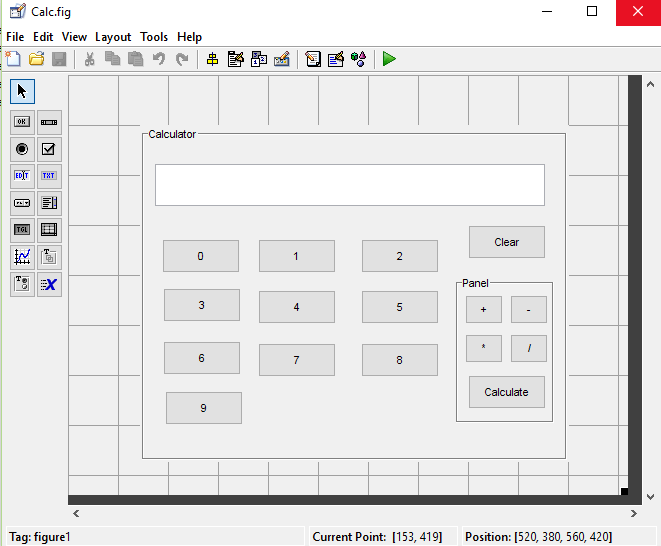 Calc.fig
File Edit View Layout Tools Help
Calculator
Clear
0 1 2
Panel
3 4 5
+ -
* /
6 7 8
Calculate
9
OK
EDIT TXT
TGL
Tag: figure1 Current Point: [153, 419] Position: [520, 380, 560, 420]